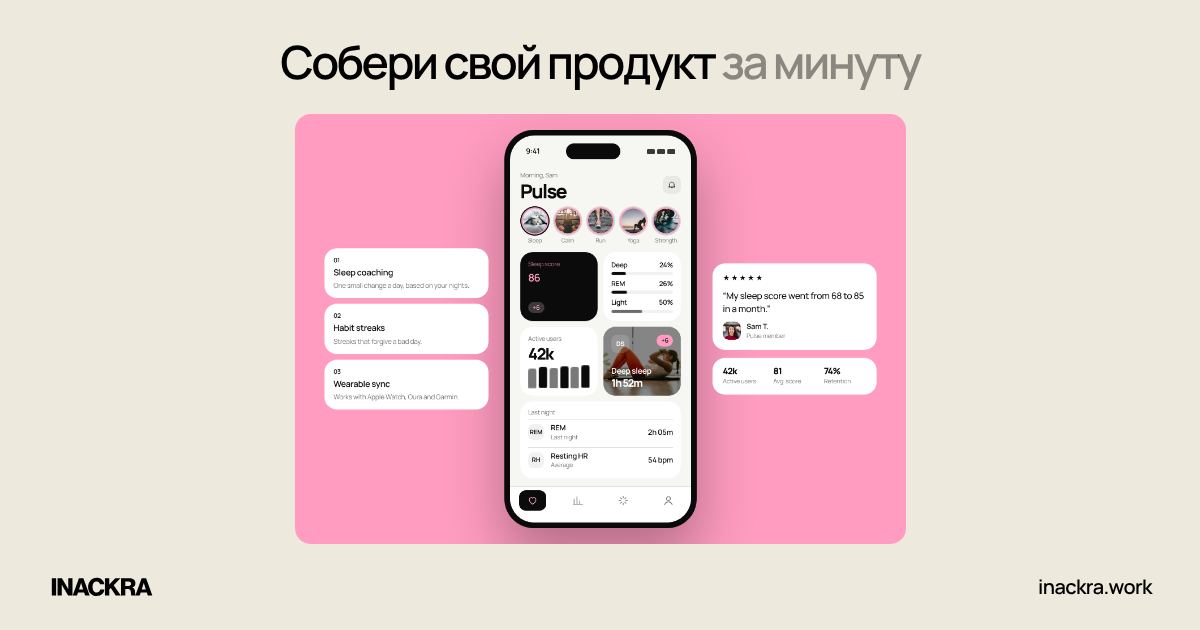 Собери свой продукт за минуту
01
Sleep coaching
One small change a day, based on your nights.
02
Habit streaks
Streaks that forgive a bad day.
03
Wearable sync
Works with Apple Watch, Oura and Garmin.
9:41
Morning, Sam
Pulse
Sleep
Calm
Run
Yoga
Strength
Sleep score
86
+6
Deep 24%
REM 26%
Light 50%
Active users
42k
DS
+6
Deep sleep
1h 52m
Last night
REM
REM
Last night
2h 05m
RH
Resting HR
Average
54 bpm
★ ★ ★ ★ ★
“My sleep score went from 68 to 85
in a month.”
Sam T.
Pulse member
42k 81 74%
Active users Avg. score Retention
INACKRA
inackra.work